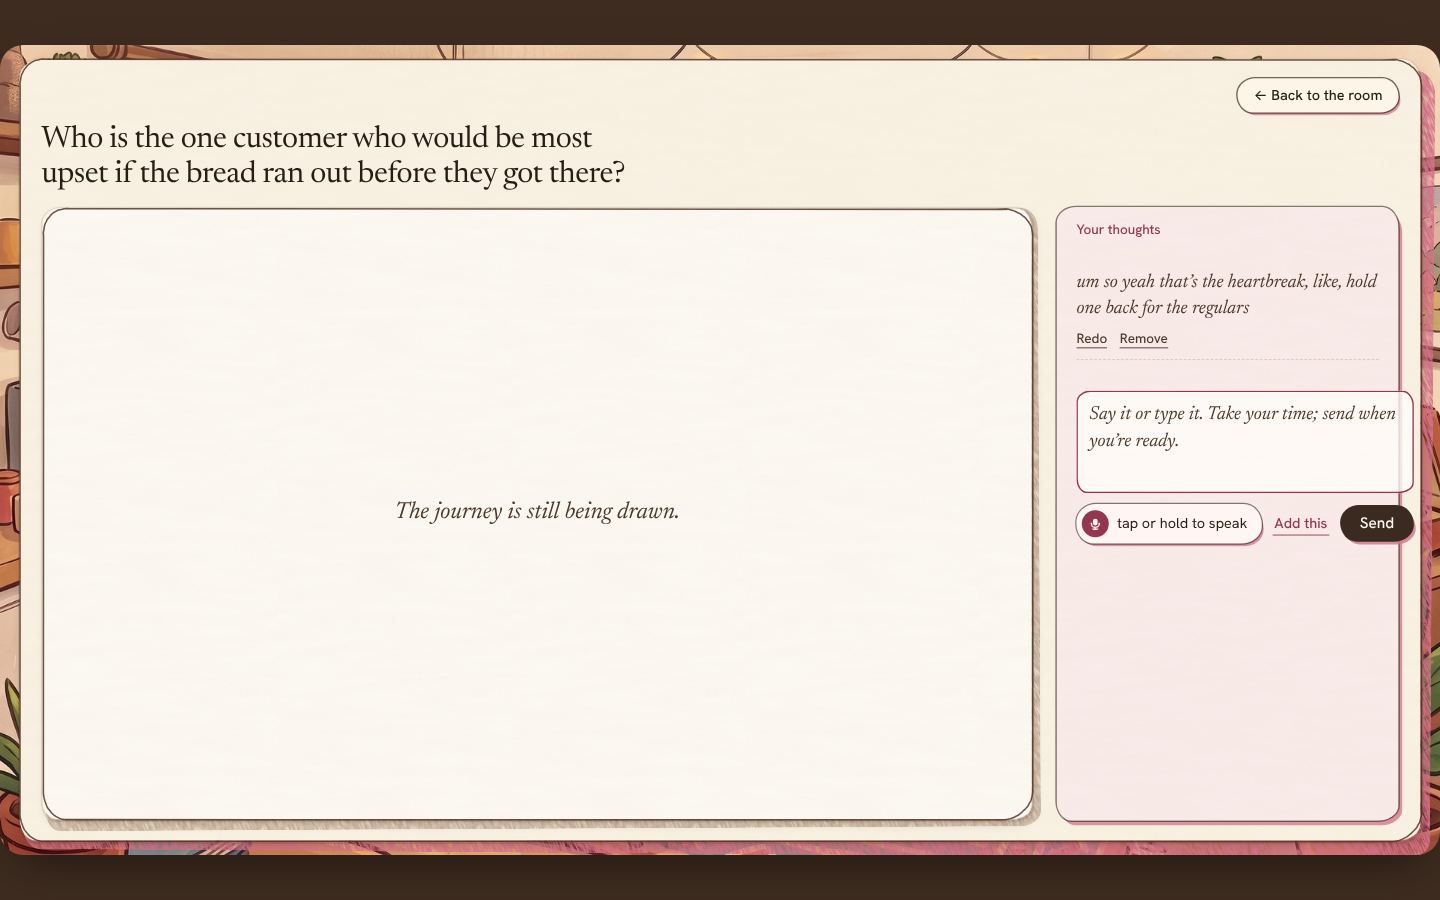 ← Back to the room
Who is the one customer who would be most
upset if the bread ran out before they got there?
The journey is still being drawn.
Your thoughts
um so yeah that’s the heartbreak, like, hold
one back for the regulars
Redo Remove
Say it or type it. Take your time; send when
you’re ready.
tap or hold to speak Add this Send